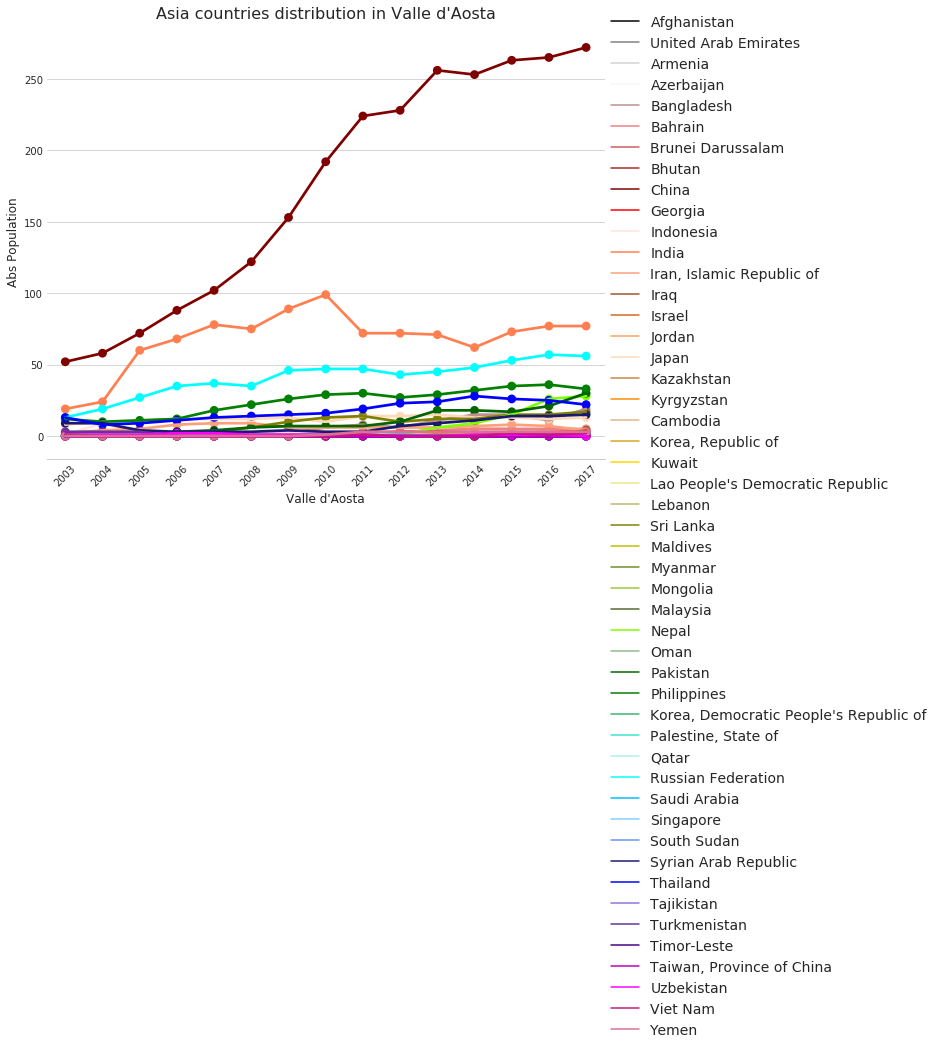 Asia countries distribution in Valle d'Aosta
Abs Population
250
200
150
100
50
0
2003
2004
2005
2006
2007
2008
2009
2010
2011
2012
2013
2014
2015
2016
2017
Valle d'Aosta
Afghanistan
United Arab Emirates
Armenia
Azerbaijan
Bangladesh
Bahrain
Brunei Darussalam
Bhutan
China
Georgia
Indonesia
India
Iran, Islamic Republic of
Iraq
Israel
Jordan
Japan
Kazakhstan
Kyrgyzstan
Cambodia
Korea, Republic of
Kuwait
Lao People's Democratic Republic
Lebanon
Sri Lanka
Maldives
Myanmar
Mongolia
Malaysia
Nepal
Oman
Pakistan
Philippines
Korea, Democratic People's Republic of
Palestine, State of
Qatar
Russian Federation
Saudi Arabia
Singapore
South Sudan
Syrian Arab Republic
Thailand
Tajikistan
Turkmenistan
Timor-Leste
Taiwan, Province of China
Uzbekistan
Viet Nam
Yemen